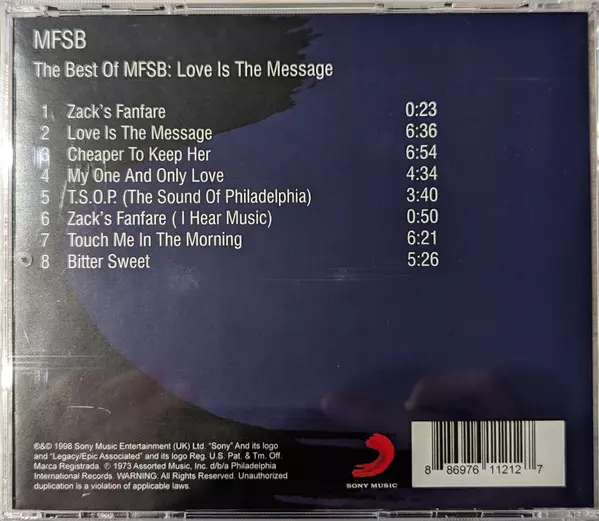 MFSB
The Best Of MFSB: Love Is The Message
1 Zack's Fanfare 0:23
2 Love Is The Message 6:36
3 Cheaper To Keep Her 6:54
4 My One And Only Love 4:34
5 T.S.O.P. (The Sound Of Philadelphia) 3:40
6 Zack's Fanfare ( I Hear Music) 0:50
7 Touch Me In The Morning 6:21
8 Bitter Sweet 5:26
®&© 1998 Sony Music Entertainment (UK) Ltd. “Sony” And its logo
and “Legacy/Epic Associated” and its logo Reg. U.S. Pat. & Tm. Off.
Marca Registrada. ℗ 1973 Assorted Music, Inc. d/b/a Philadelphia
International Records. WARNING: All Rights Reserved. Unauthorized
duplication is a violation of applicable laws.
SONY MUSIC
8 86976 11212 7